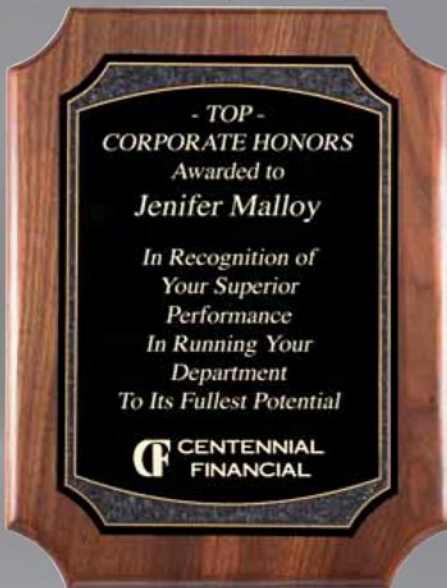 - TOP -
CORPORATE HONORS
Awarded to
Jenifer Malloy
In Recognition of
Your Superior
Performance
In Running Your
Department
To Its Fullest Potential
CF CENTENNIAL
FINANCIAL